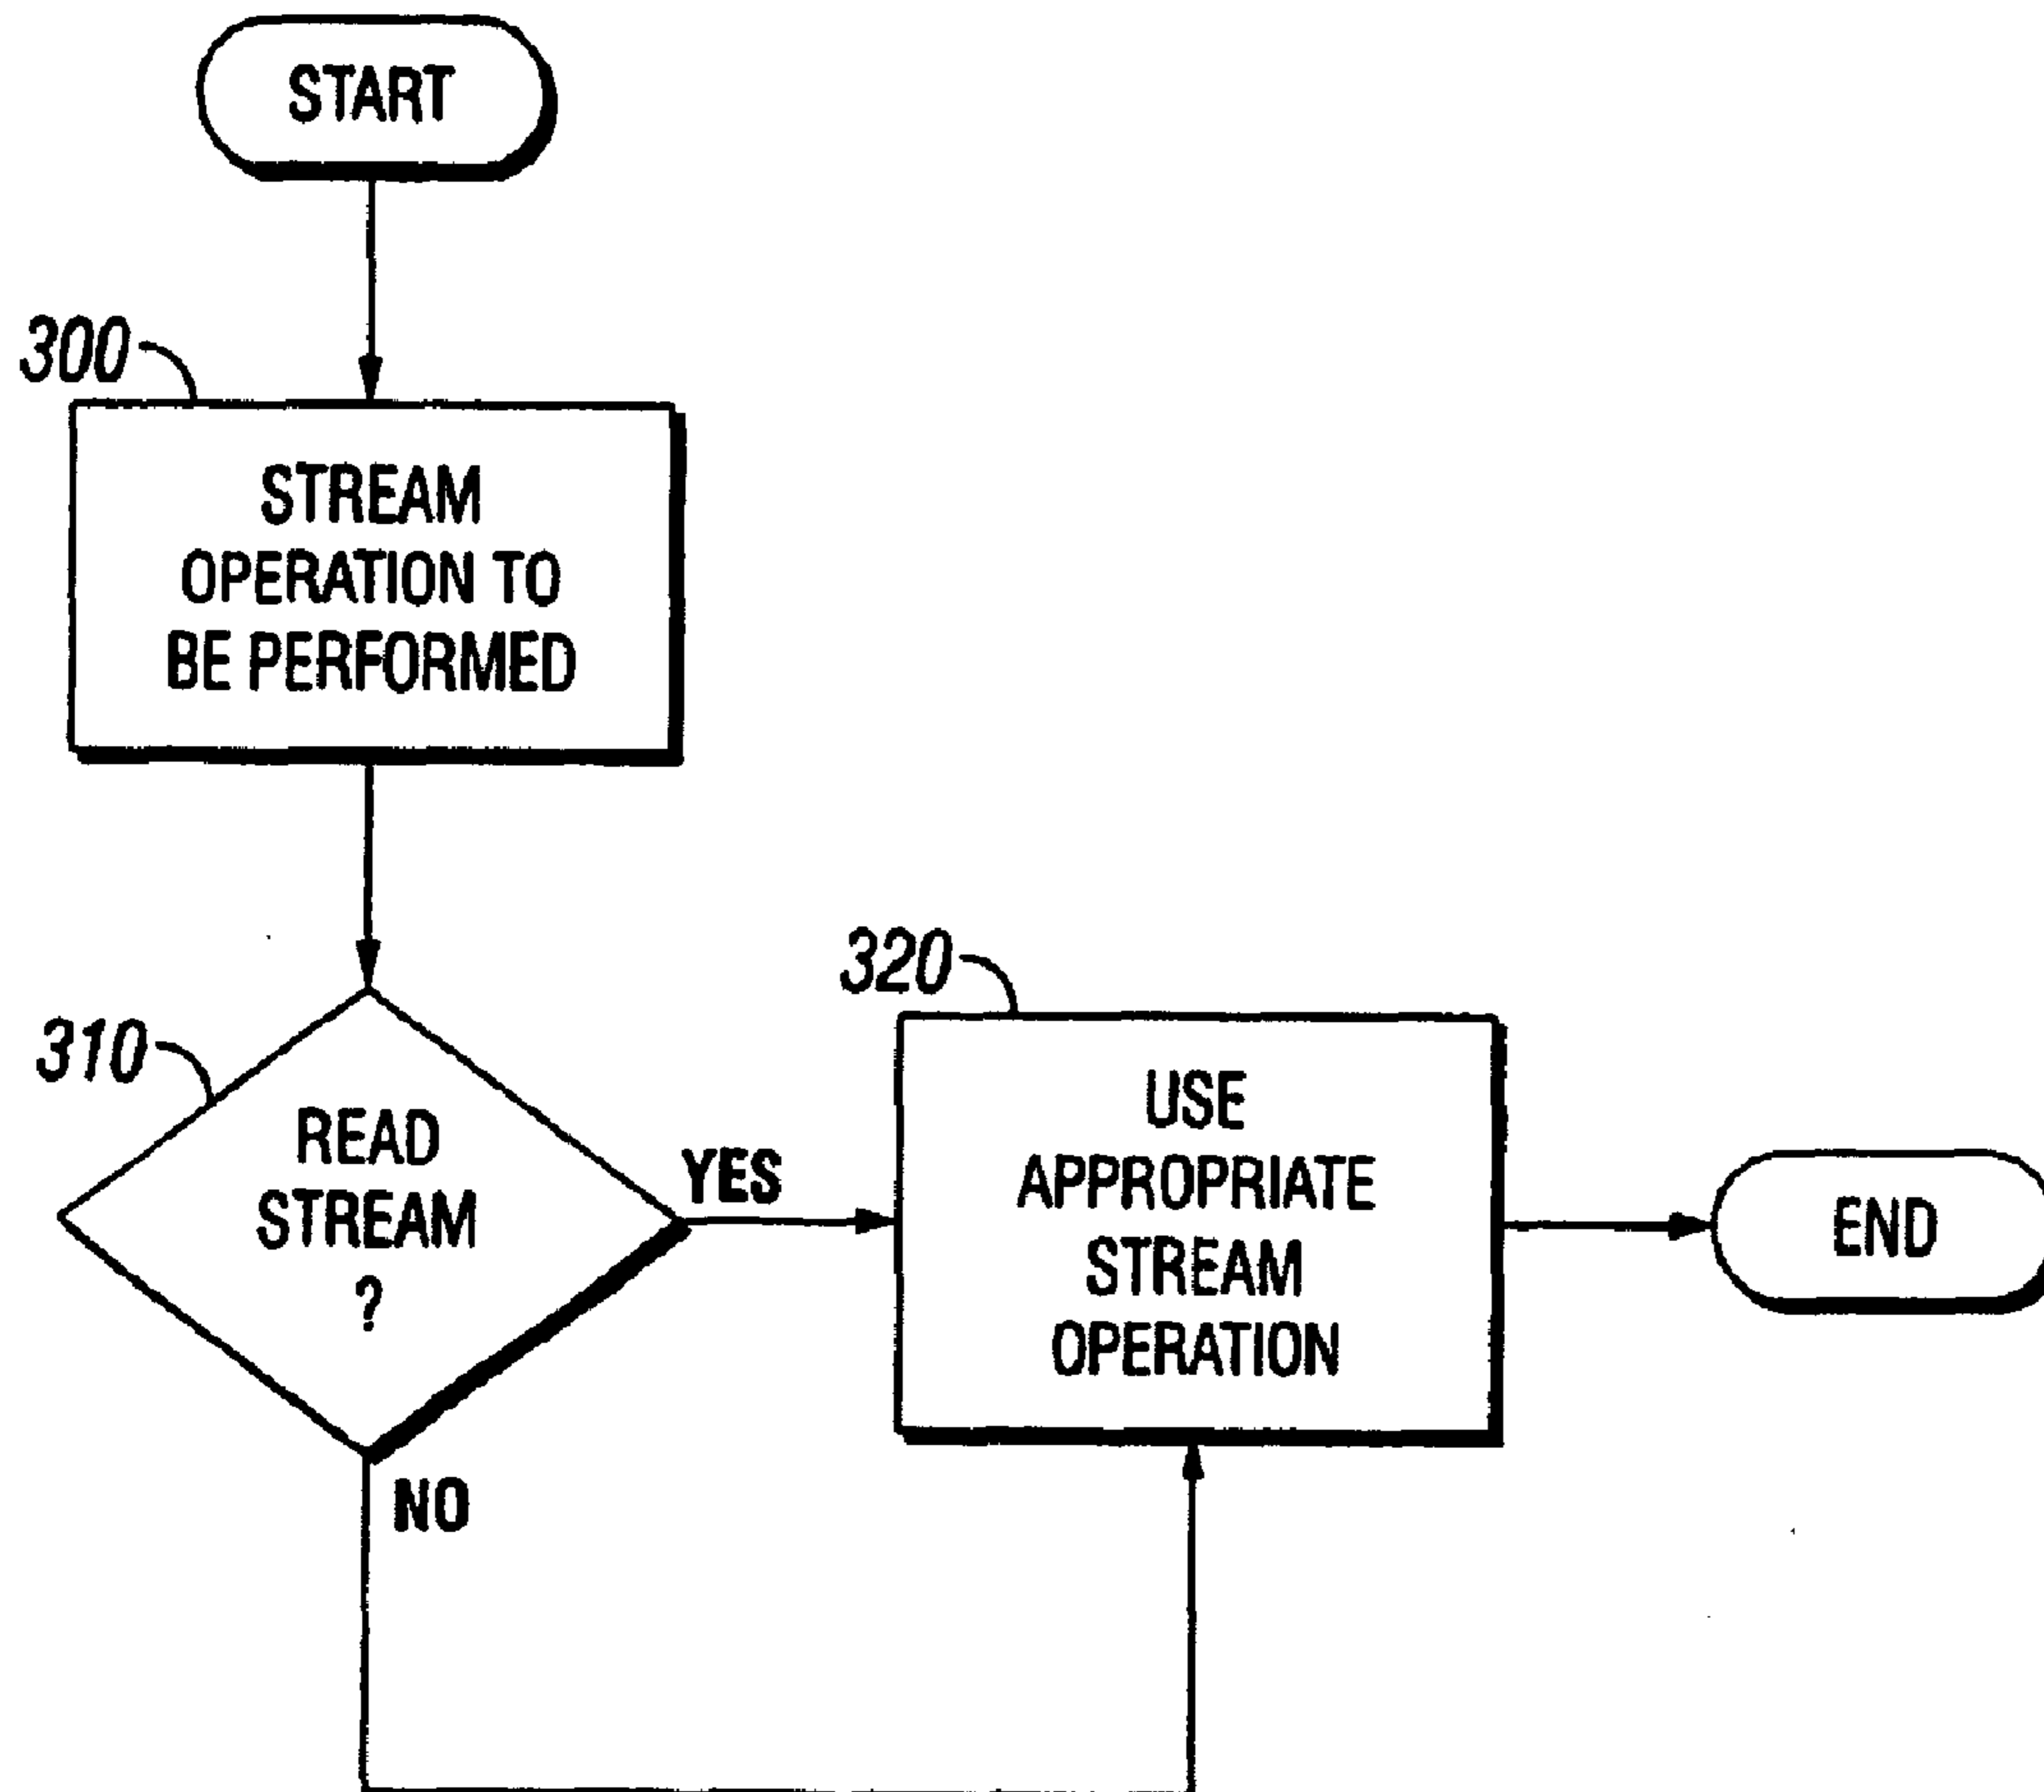 START
300
STREAM
OPERATION TO
BE PERFORMED
310
READ
STREAM
?
YES
NO
320
USE
APPROPRIATE
STREAM
OPERATION
END